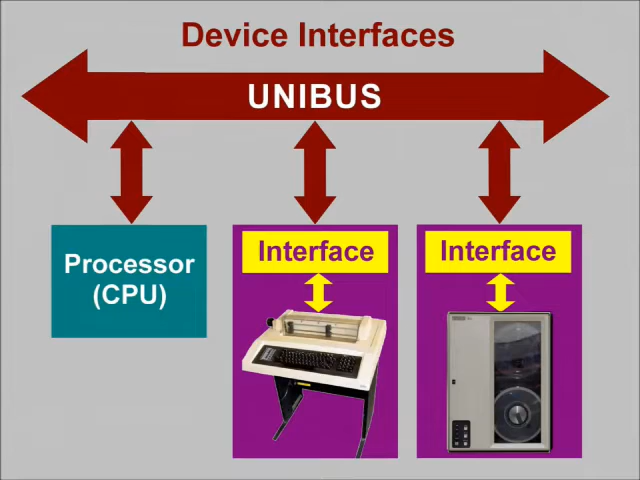 Device Interfaces
UNIBUS
Processor
(CPU)
Interface
Interface